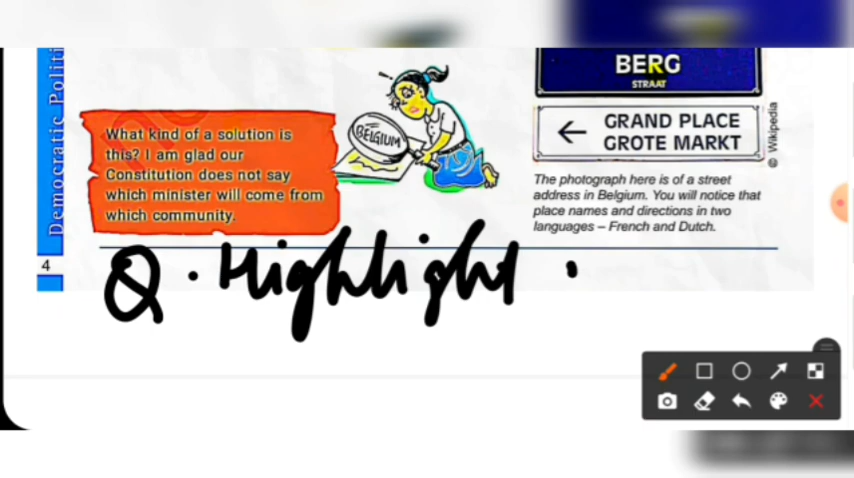 Democratic Politi
BERG
STRAAT
GRAND PLACE
GROTE MARKT
© Wikipedia
BELGIUM
What kind of a solution is
this? I am glad our
Constitution does not say
which minister will come from
which community.
The photograph here is of a street
address in Belgium. You will notice that
place names and directions in two
languages – French and Dutch.
4
Q. Highlight